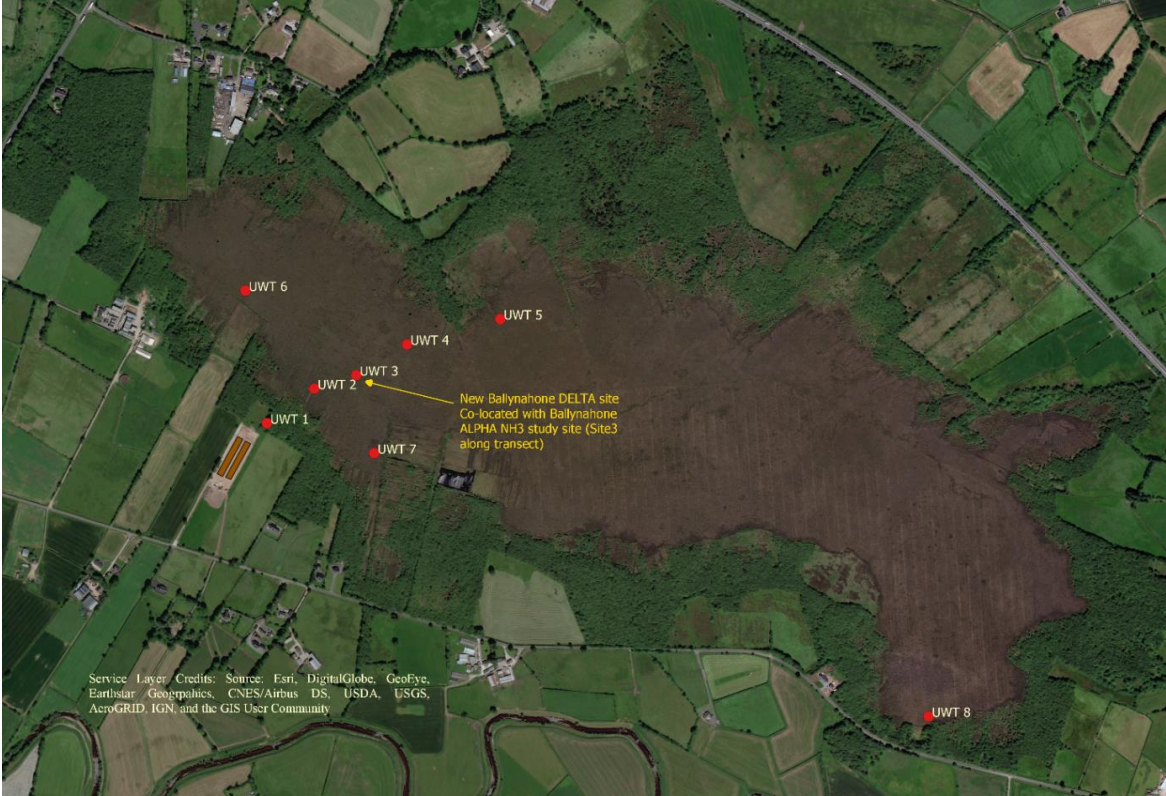 UWT 6
UWT 5
UWT 4
UWT 3
UWT 2
New Ballynahone DELTA site
Co-located with Ballynahone
ALPHA NH3 study site (Site3
along transect)
UWT 1
UWT 7
Service Layer Credits: Source: Esri, DigitalGlobe, GeoEye,
Earthstar Geogrpahics, CNES/Airbus DS, USDA, USGS,
AeroGRID, IGN, and the GIS User Community
UWT 8